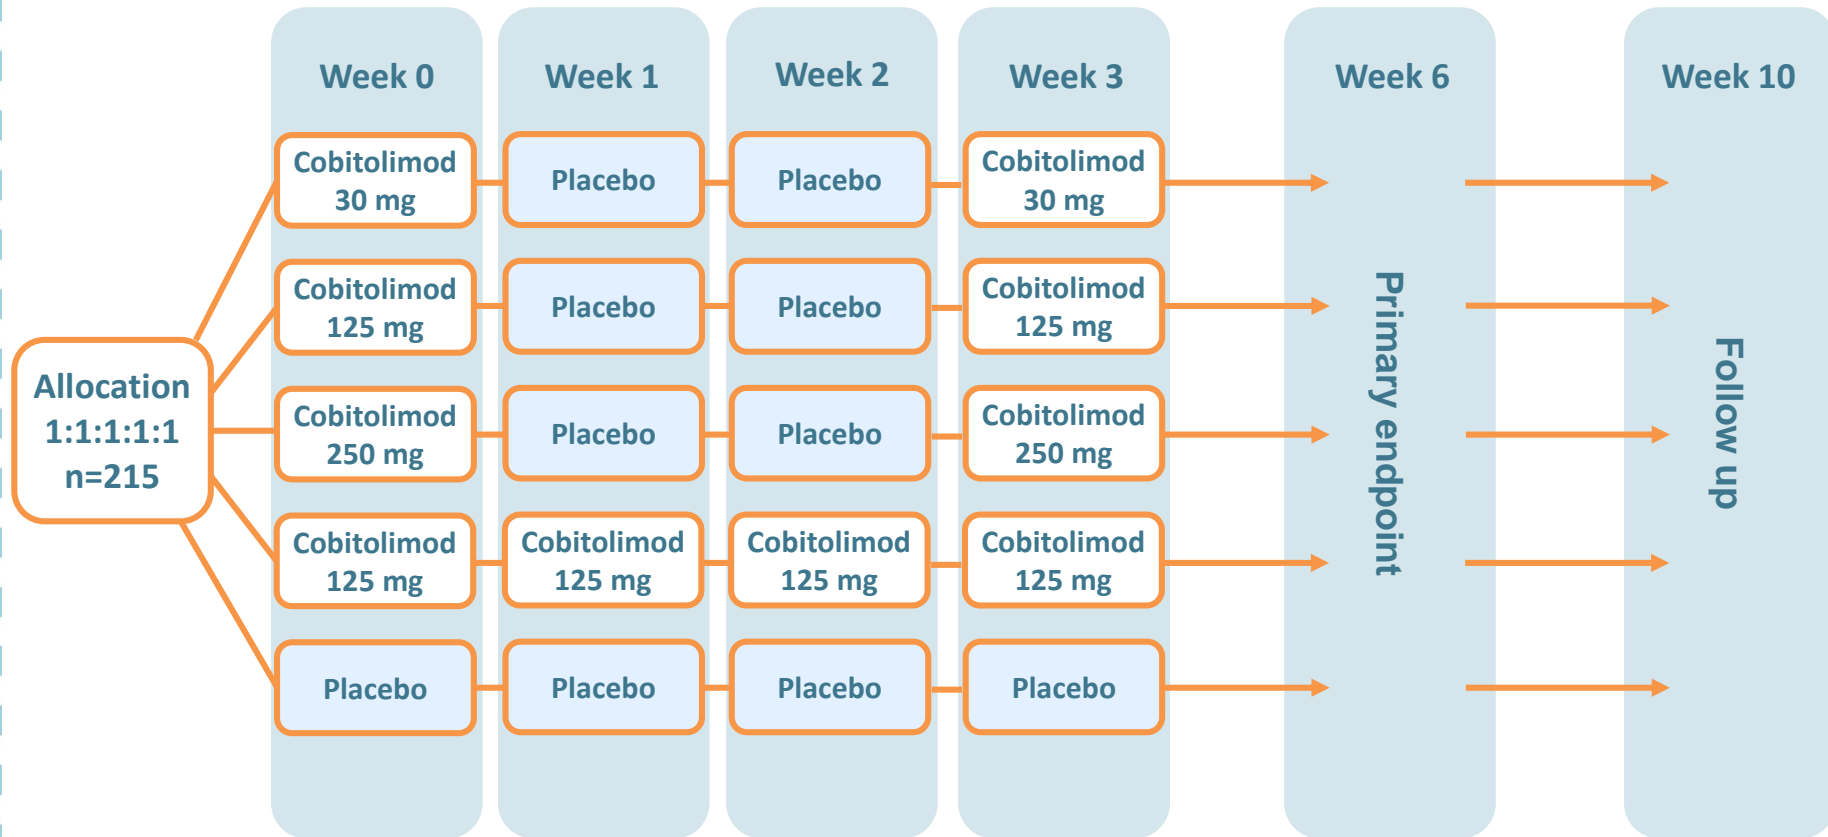 Week 0
Week 1
Week 2
Week 3
Week 6
Week 10
Allocation
1:1:1:1:1
n=215
Cobitolimod
30 mg
Placebo
Placebo
Cobitolimod
30 mg
Cobitolimod
125 mg
Placebo
Placebo
Cobitolimod
125 mg
Cobitolimod
250 mg
Placebo
Placebo
Cobitolimod
250 mg
Cobitolimod
125 mg
Cobitolimod
125 mg
Cobitolimod
125 mg
Cobitolimod
125 mg
Placebo
Placebo
Placebo
Placebo
Primary endpoint
Follow up